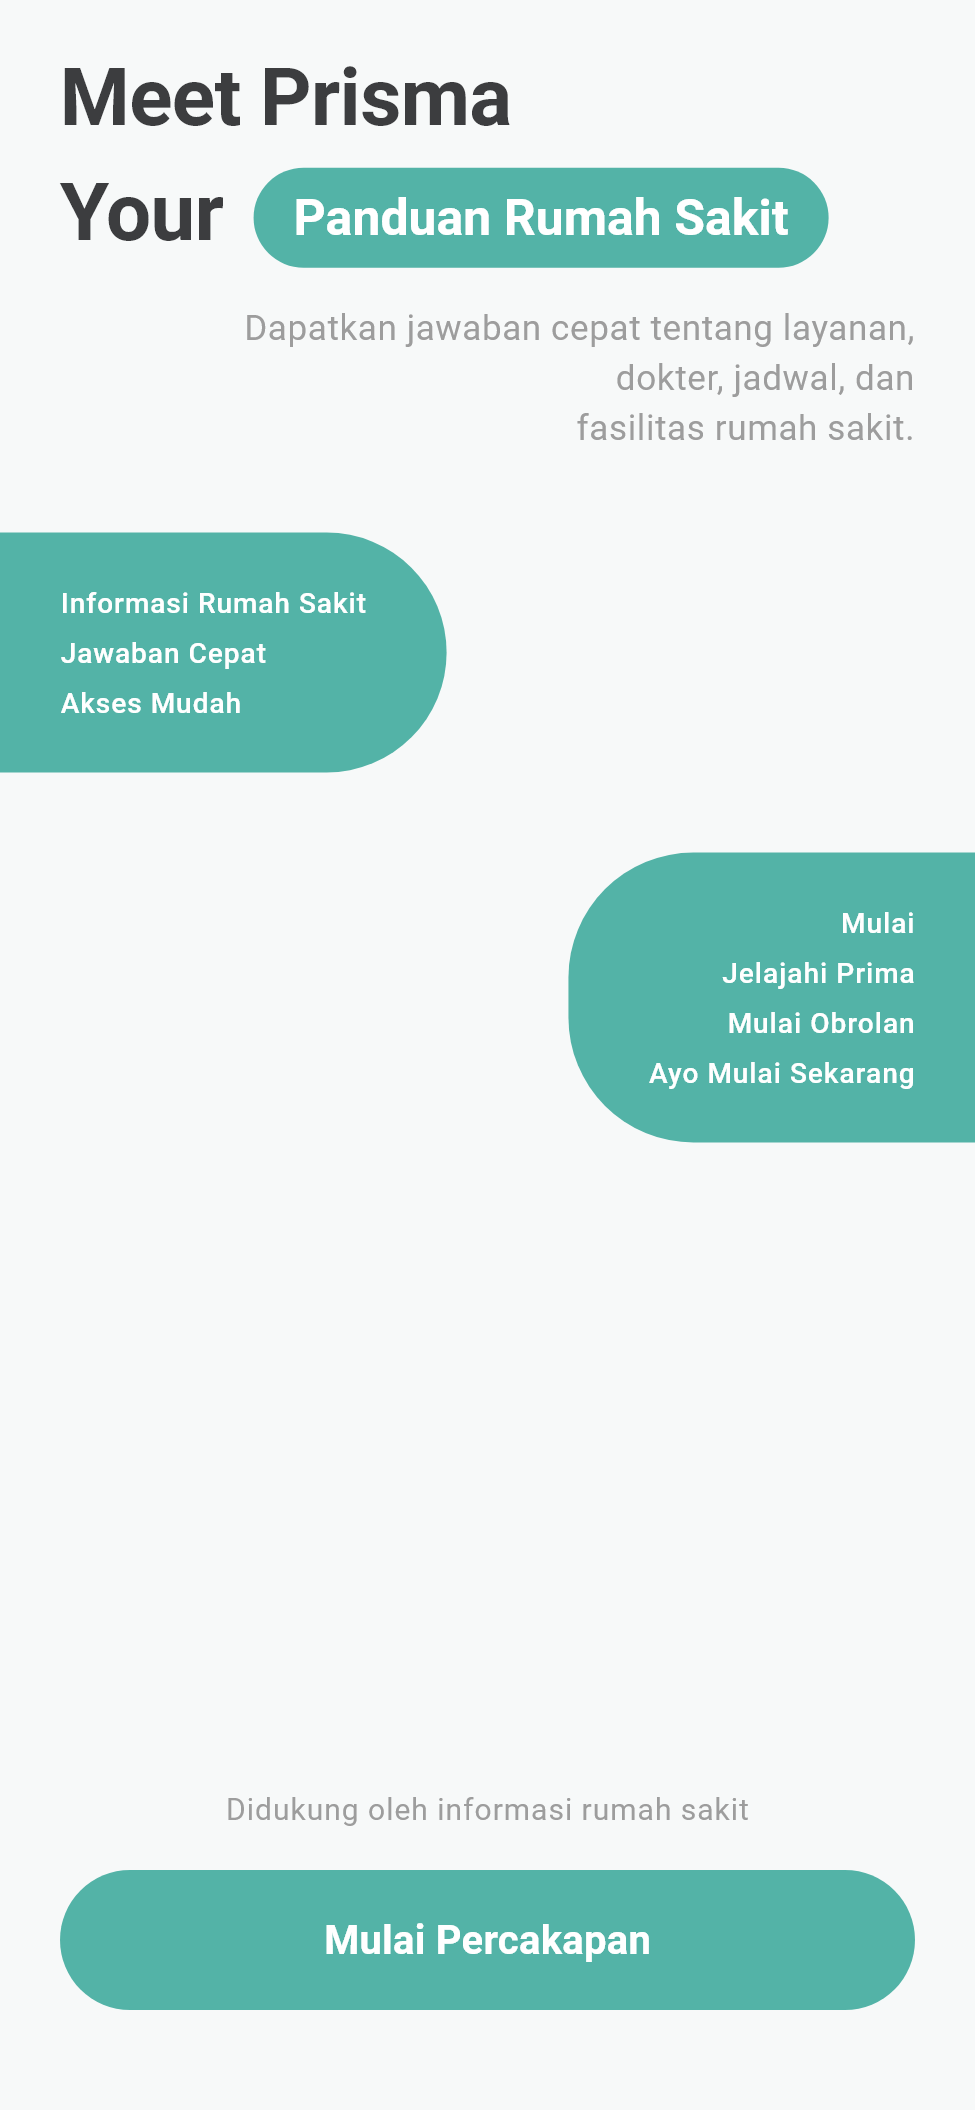 Meet Prisma
Your Panduan Rumah Sakit
Dapatkan jawaban cepat tentang layanan,
dokter, jadwal, dan
fasilitas rumah sakit.
Informasi Rumah Sakit
Jawaban Cepat
Akses Mudah
Mulai
Jelajahi Prima
Mulai Obrolan
Ayo Mulai Sekarang
Didukung oleh informasi rumah sakit
Mulai Percakapan